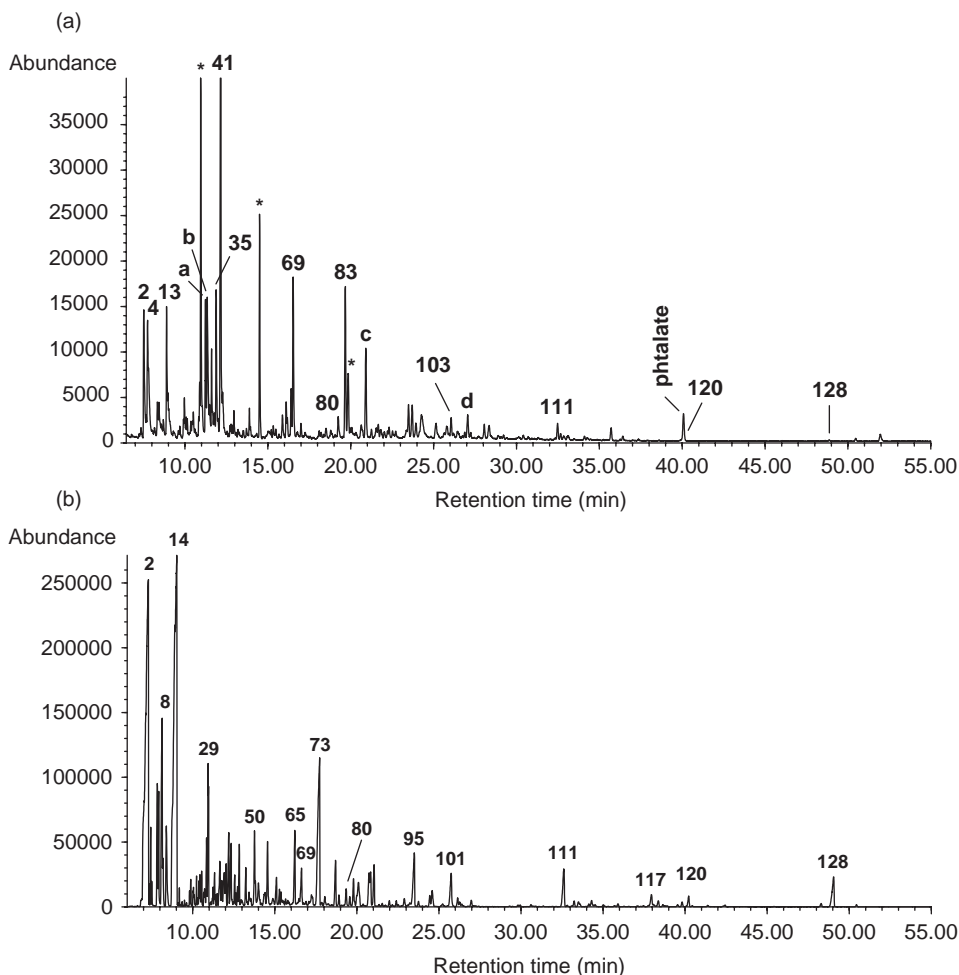 (a)
Abundance
* 41
35000
30000
25000
*
20000
b 35
a 69 83
15000
2 4 13
10000
c
*
phtalate
5000
80 103 d 111 120 128
0
10.00 15.00 20.00 25.00 30.00 35.00 40.00 45.00 50.00 55.00
Retention time (min)
(b)
Abundance
14
2
250000
200000
8
150000
29 73
100000
50 65 80
50000
69 95 101 111 117 120 128
0
10.00 15.00 20.00 25.00 30.00 35.00 40.00 45.00 50.00 55.00
Retention time (min)